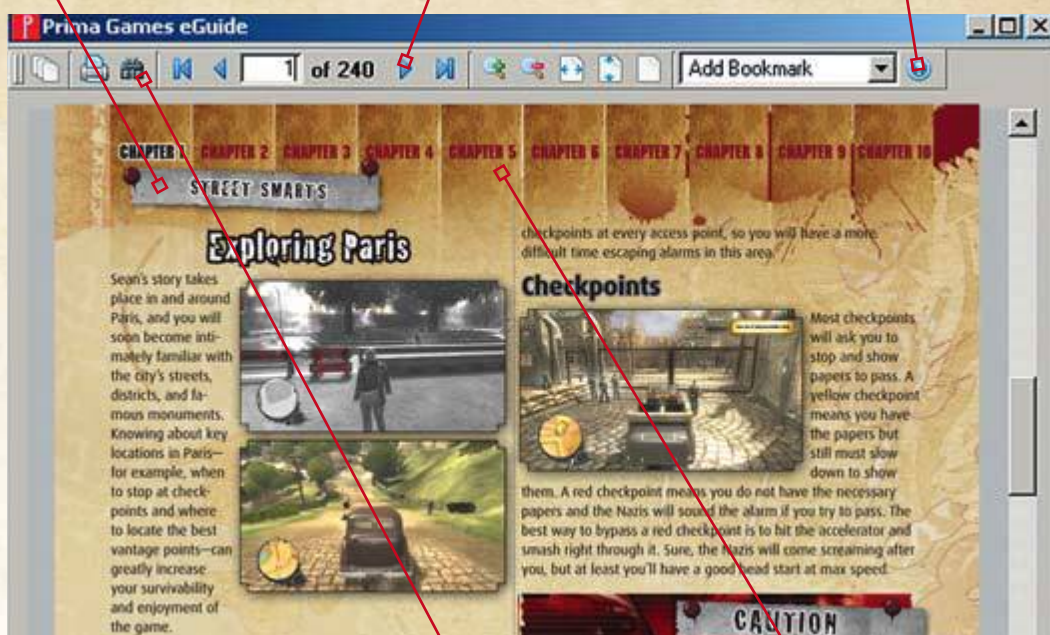 Prima Games eGuide
1 of 240
Add Bookmark
CHAPTER 1 CHAPTER 2 CHAPTER 3 CHAPTER 4 CHAPTER 5 CHAPTER 6 CHAPTER 7 CHAPTER 8 CHAPTER 9 CHAPTER 10
STREET SMARTS
Exploring Paris
Sean's story takes
place in and around
Paris, and you will
soon become inti-
mately familiar with
the city's streets,
districts, and fa-
mous monuments.
Knowing about key
locations in Paris—
for example, when
to stop at check-
points and where
to locate the best
vantage points—can
greatly increase
your survivability
and enjoyment of
the game.
checkpoints at every access point, so you will have a more
difficult time escaping alarms in this area.
Checkpoints
Most checkpoints
will ask you to
stop and show
papers to pass. A
yellow checkpoint
means you have
the papers but
still must slow
down to show
them. A red checkpoint means you do not have the necessary
papers and the Nazis will sound the alarm if you try to pass. The
best way to bypass a red checkpoint is to hit the accelerator and
smash right through it. Sure, the Nazis will come screaming after
you, but at least you'll have a good head start at max speed.
CAUTION